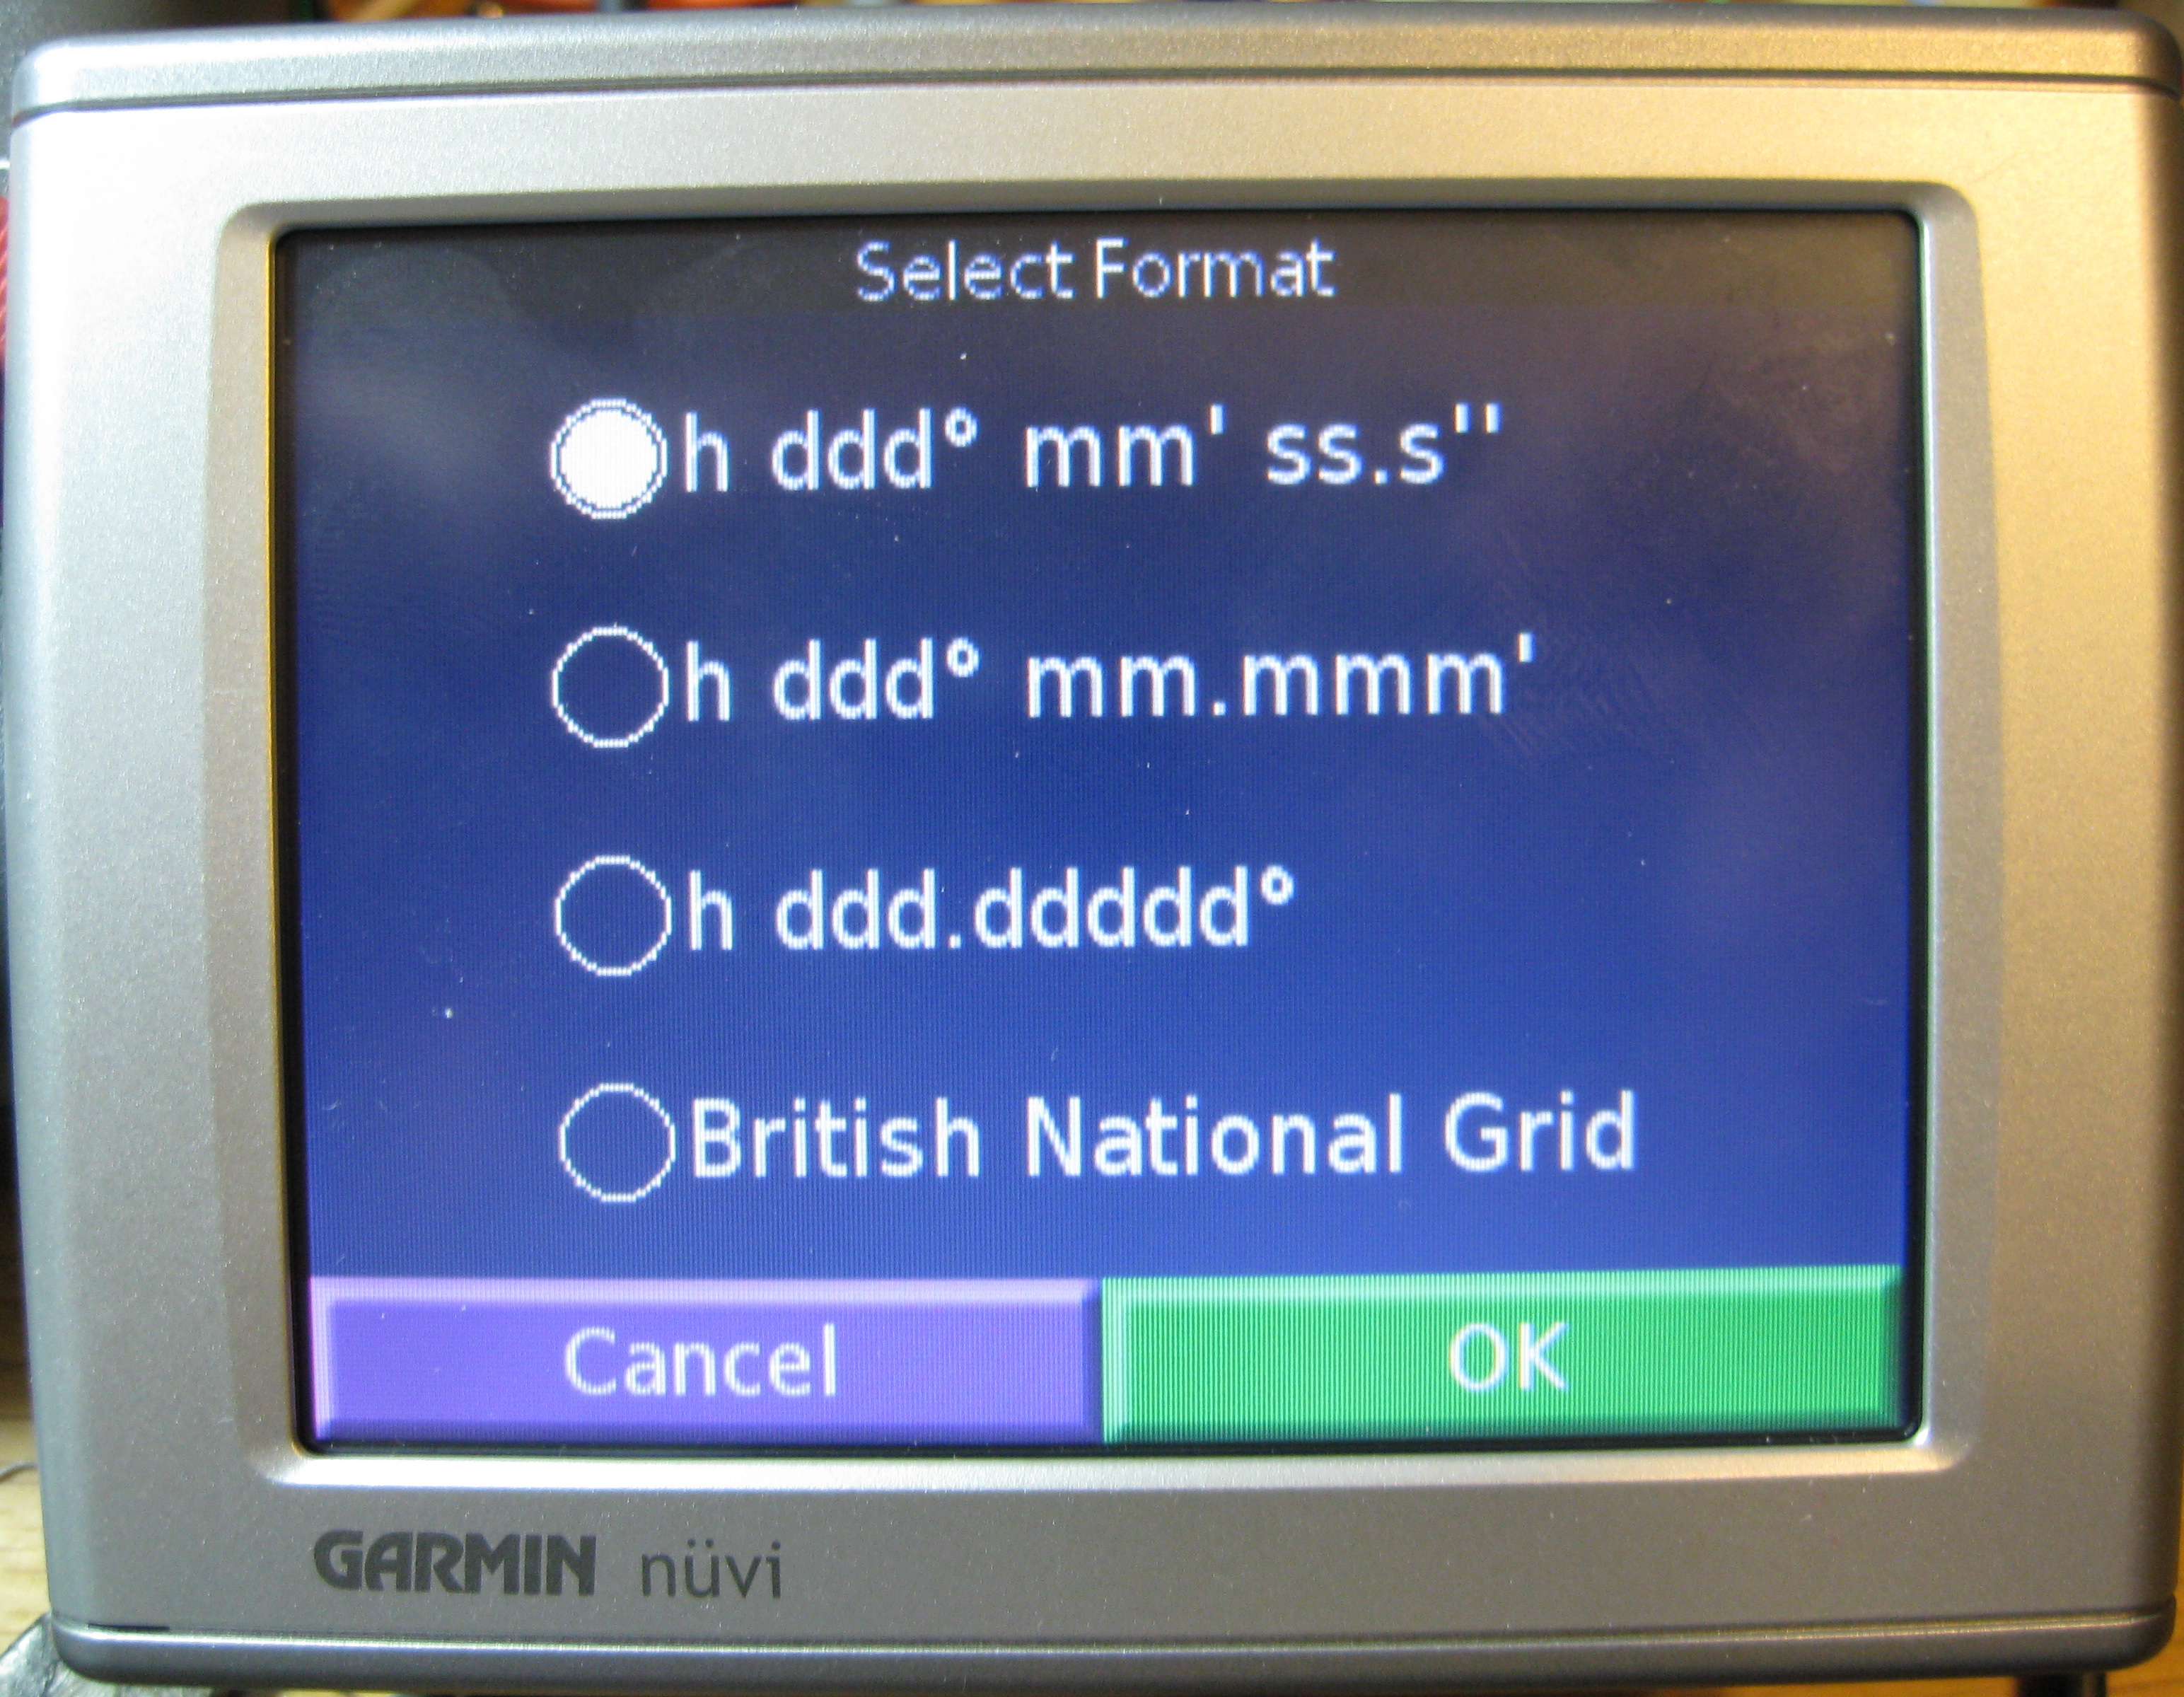 Select Format
h ddd° mm' ss.s''
h ddd° mm.mmm'
h ddd.ddddd°
British National Grid
Cancel OK
GARMIN nüvi